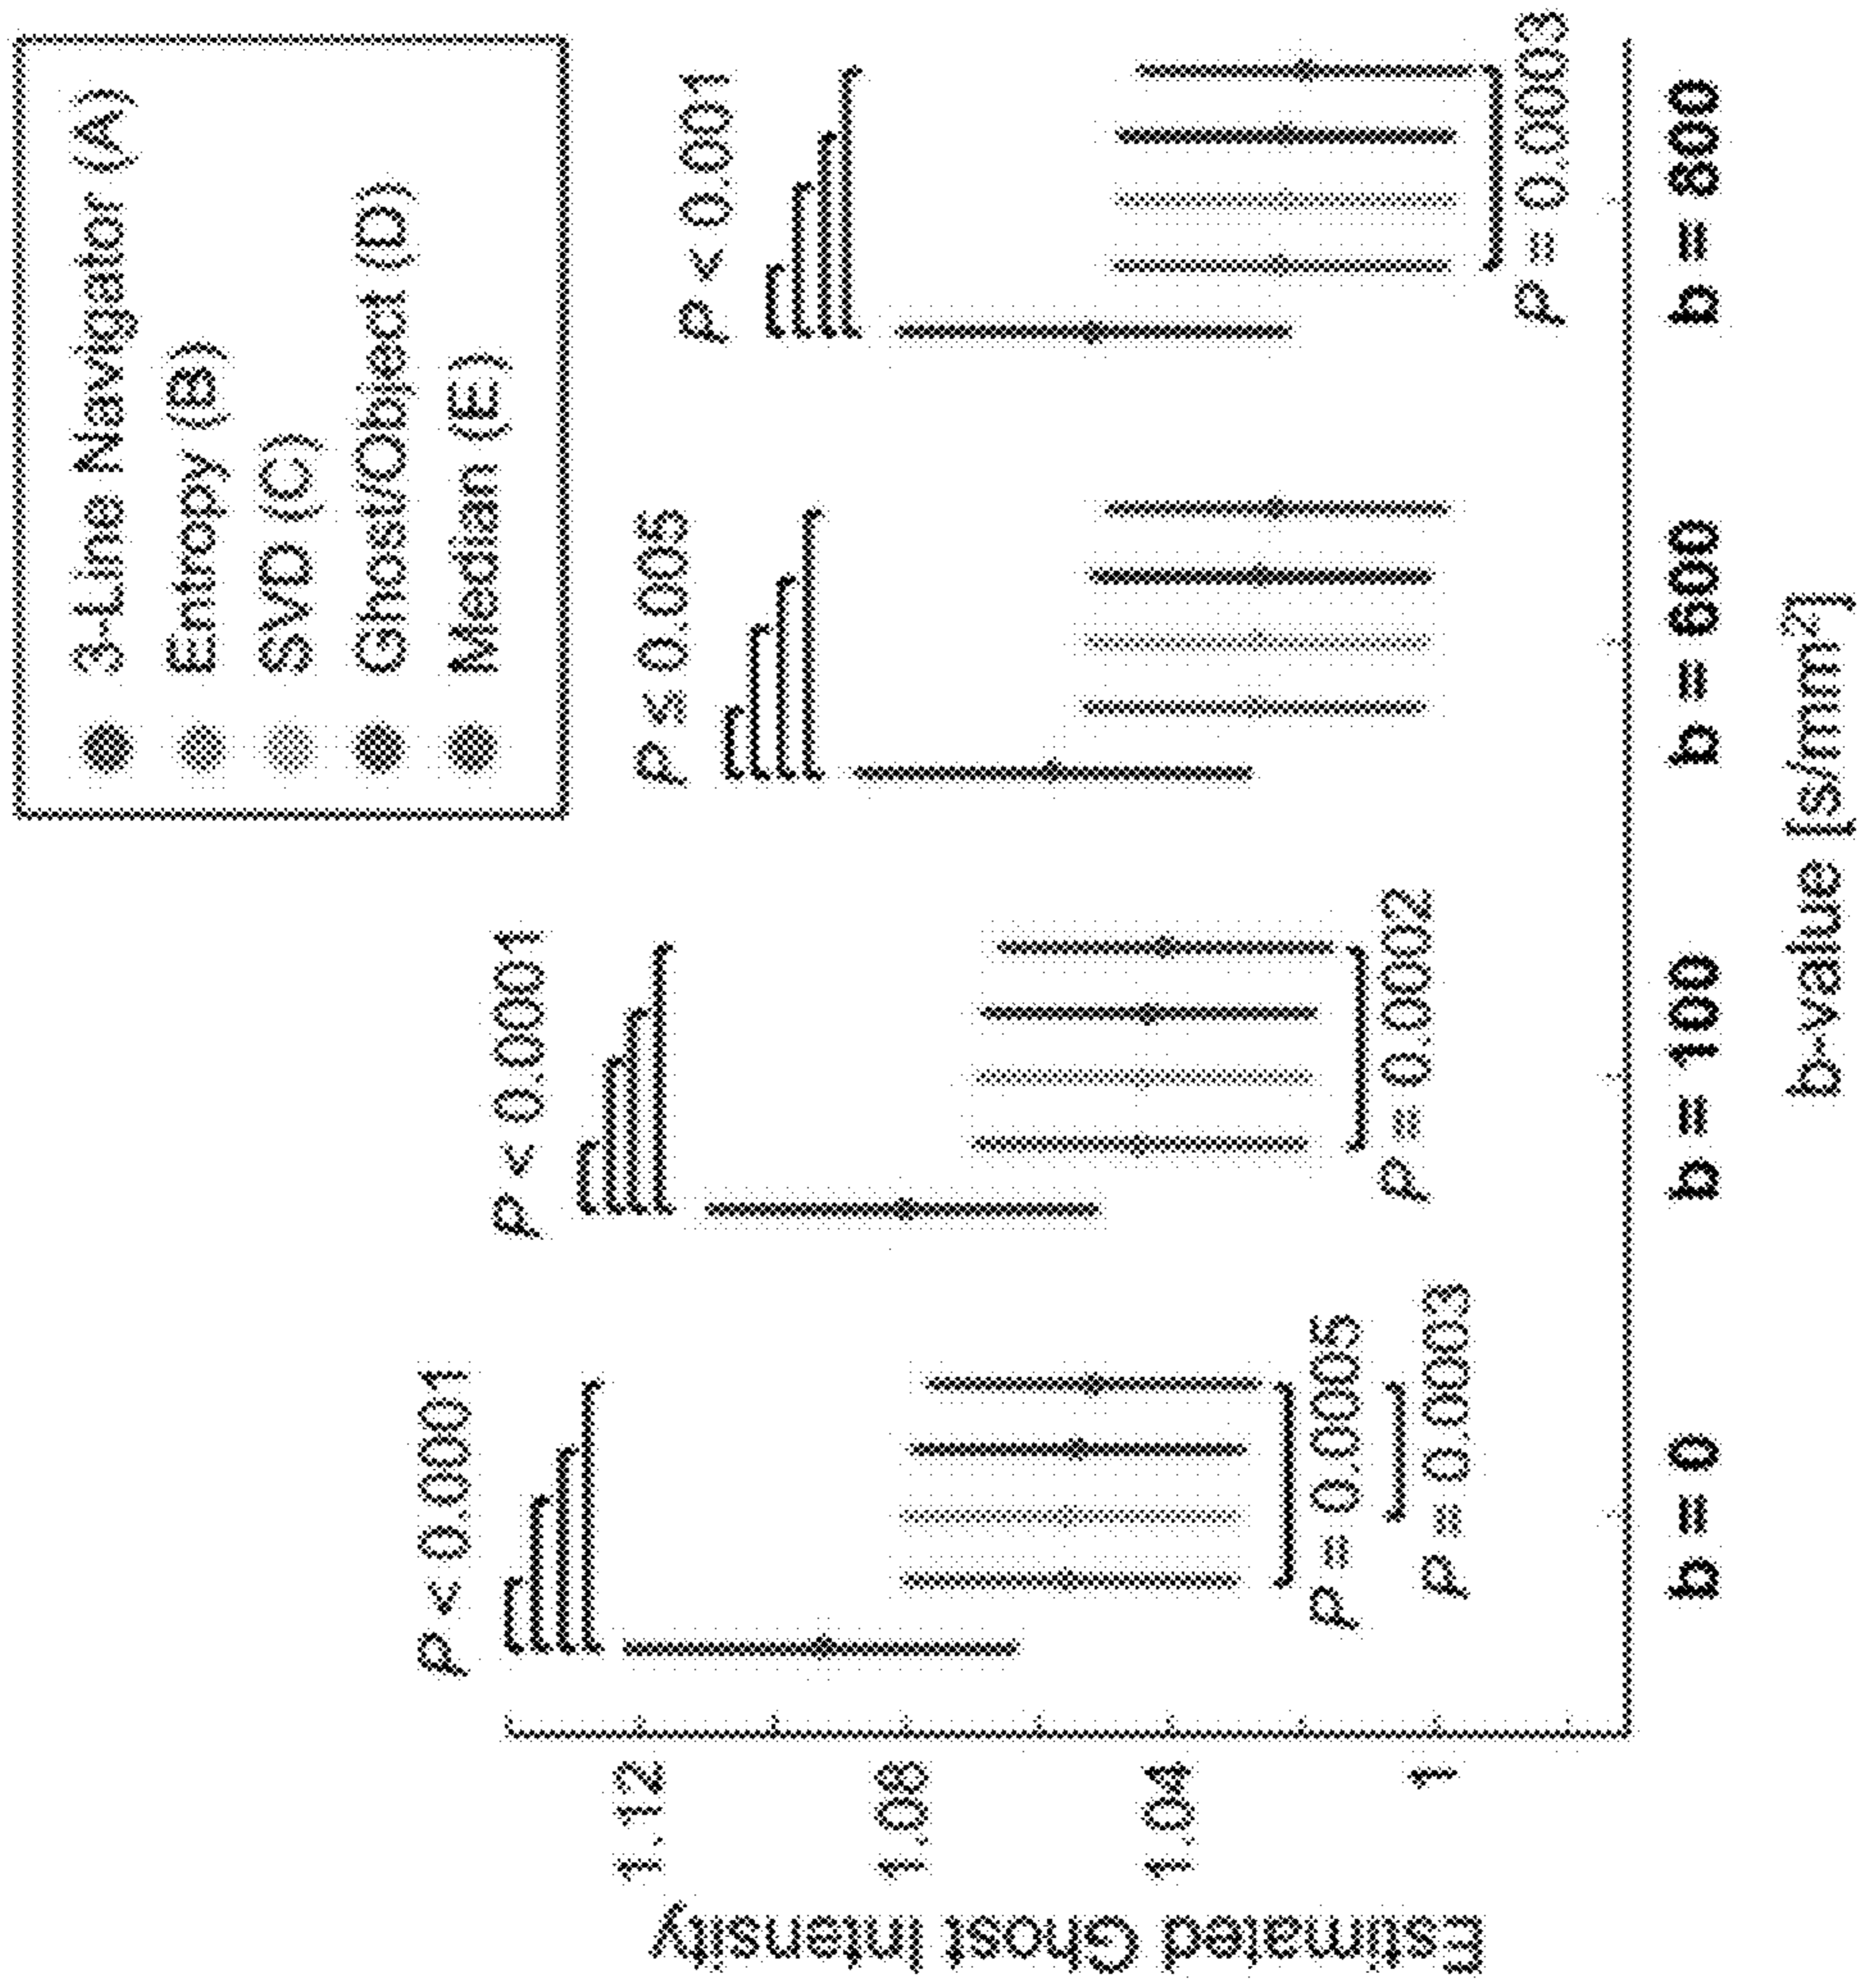 3-Line Navigator (A)
Entropy (B)
SVD (C)
Ghost/Object (D)
Median (E)
P < 0.0001
P < 0.0001
P ≤ 0.005
P < 0.001
P = 0.0005
P = 0.0003
P = 0.0002
P = 0.0003
1.12
1.08
1.04
1
Estimated Ghost Intensity
b = 0
b = 100
b = 600
b = 800
b-value [s/mm²]